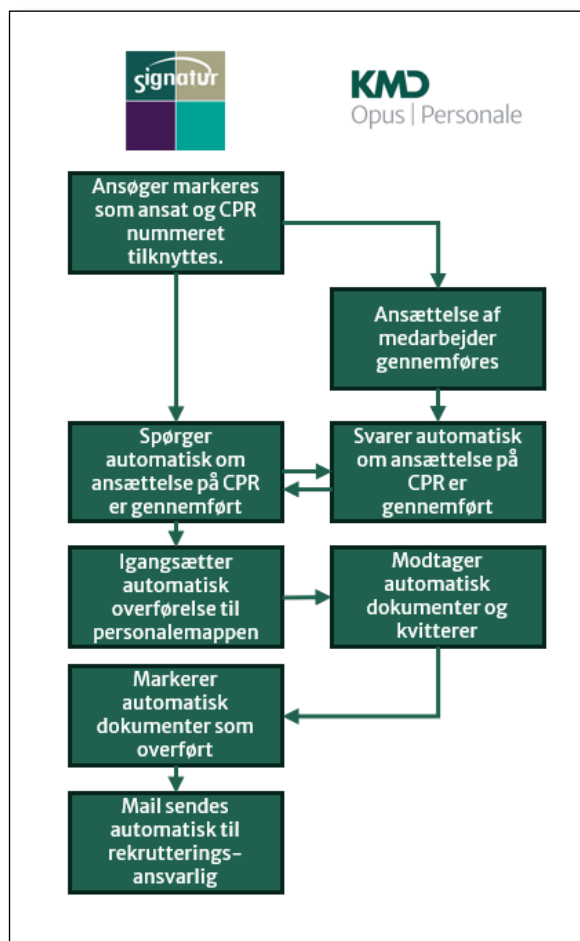 signatur
KMD
Opus | Personale
Ansøger markeres
som ansat og CPR
nummeret
tilknyttes.
Ansættelse af
medarbejder
gennemføres
Spørger
automatisk om
ansættelse på CPR
er gennemført
Svarer automatisk
om ansættelse på
CPR er
gennemført
Igangsætter
automatisk
overførelse til
personalemappen
Modtager
automatisk
dokumenter og
kvitterer
Markerer
automatisk
dokumenter som
overført
Mail sendes
automatisk til
rekrutterings-
ansvarlig